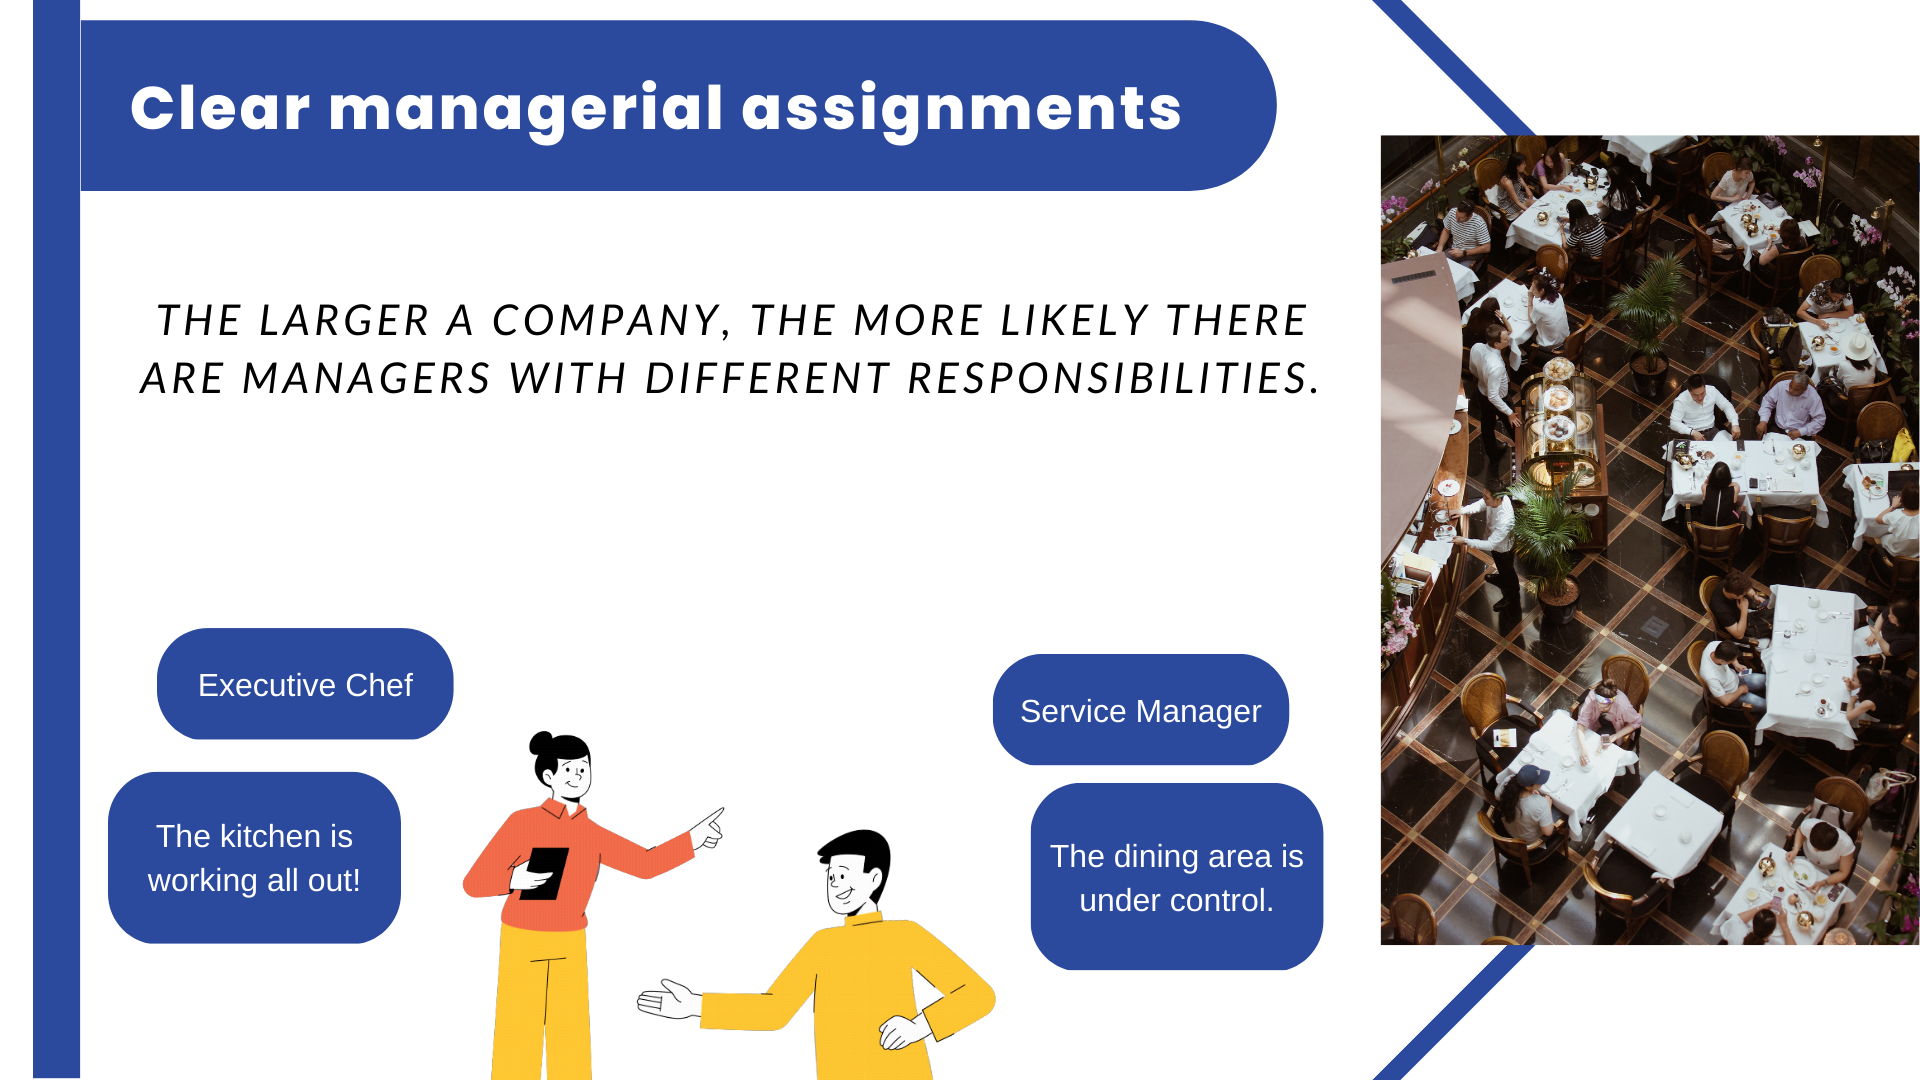 Clear managerial assignments
THE LARGER A COMPANY, THE MORE LIKELY THERE
ARE MANAGERS WITH DIFFERENT RESPONSIBILITIES.
Executive Chef
The kitchen is
working all out!
Service Manager
The dining area is
under control.